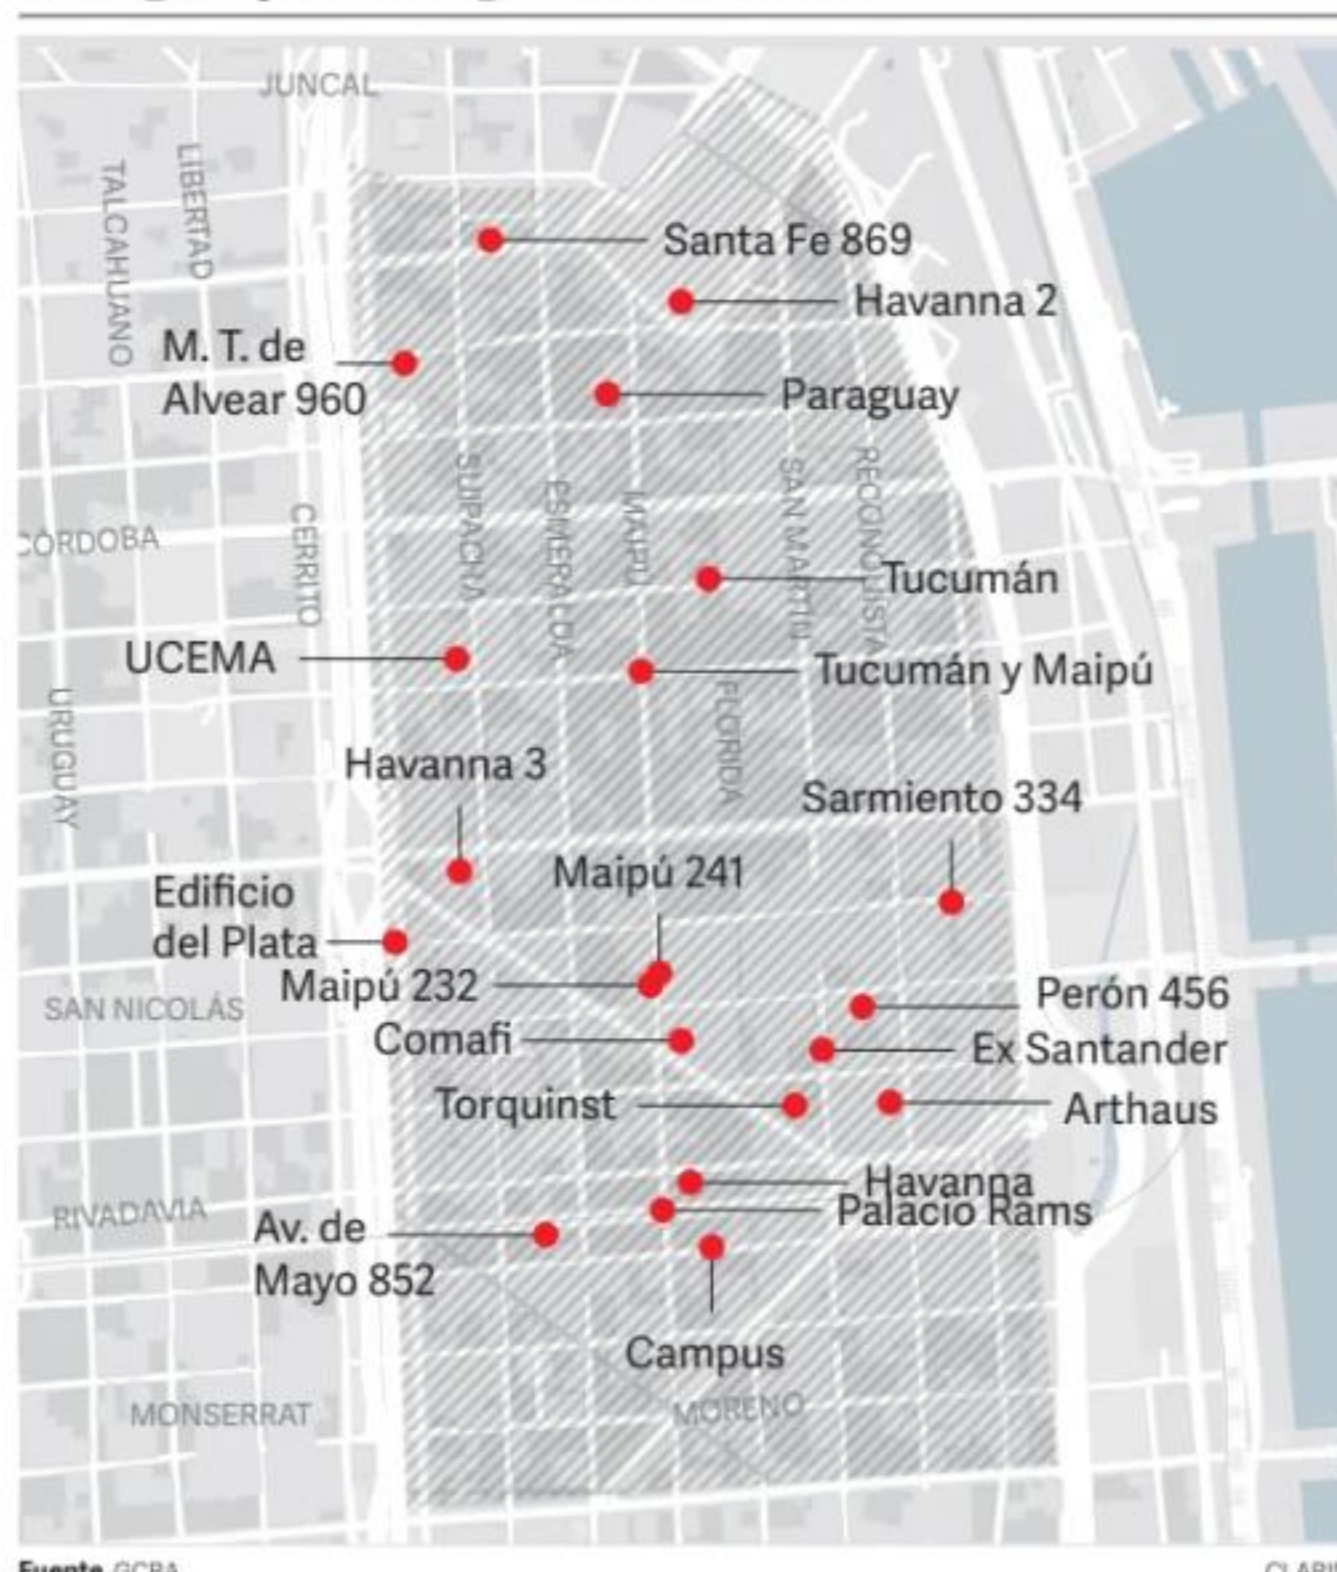 JUNCAL
LIBERTAD
TALCAHUANO
Santa Fe 869
Havanna 2
M. T. de
Alvear 960
Paraguay
SUIPACHA
ESMERALDA
MAIPÚ
SAN MARTÍN
RECONQUISTA
CERRITO
CÓRDOBA
Tucumán
UCEMA
Tucumán y Maipú
URUGUAY
FLORIDA
Havanna 3
Sarmiento 334
Maipú 241
Edificio
del Plata
Maipú 232
SAN NICOLÁS
Perón 456
Comafi
Ex Santander
Torquinst
Arthaus
Havanna
Palacio Rams
RIVADAVIA
Av. de
Mayo 852
Campus
MORENO
MONSERRAT
Fuente GCBA